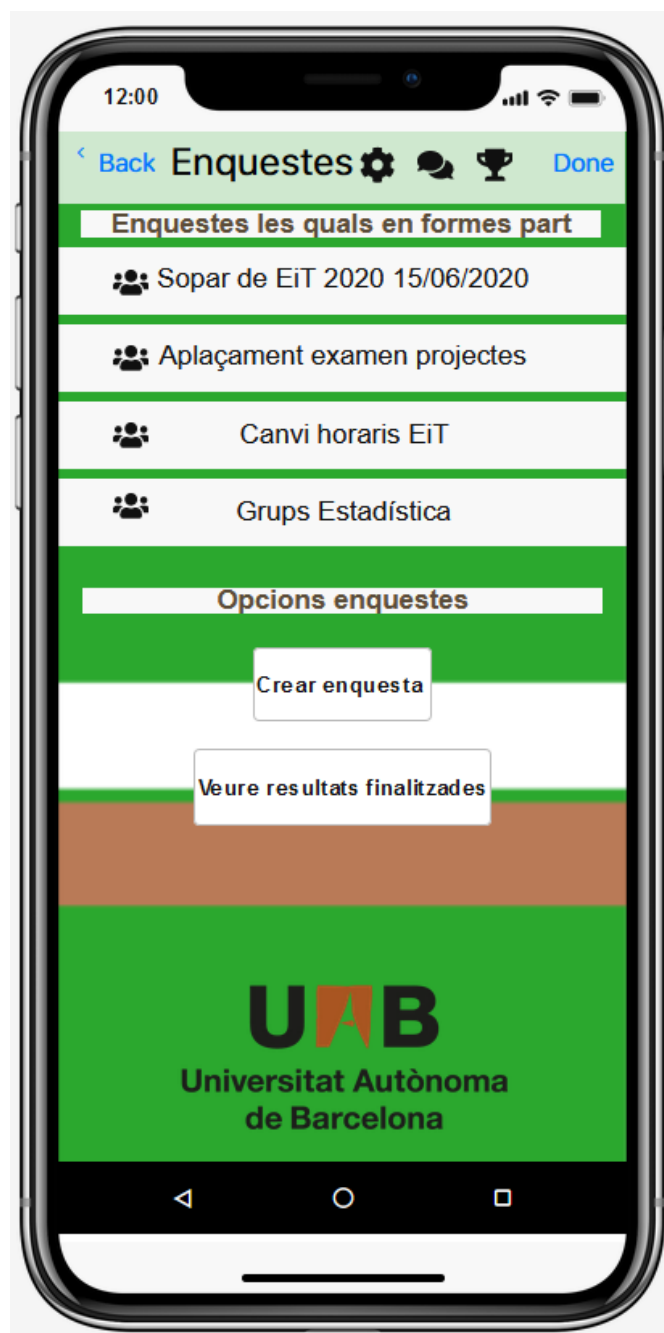 12:00
Back Enquestes Done
Enquestes les quals en formes part
Sopar de EiT 2020 15/06/2020
Aplaçament examen projectes
Canvi horaris EiT
Grups Estadística
Opcions enquestes
Crear enquesta
Veure resultats finalitzades
UAB
Universitat Autònoma
de Barcelona